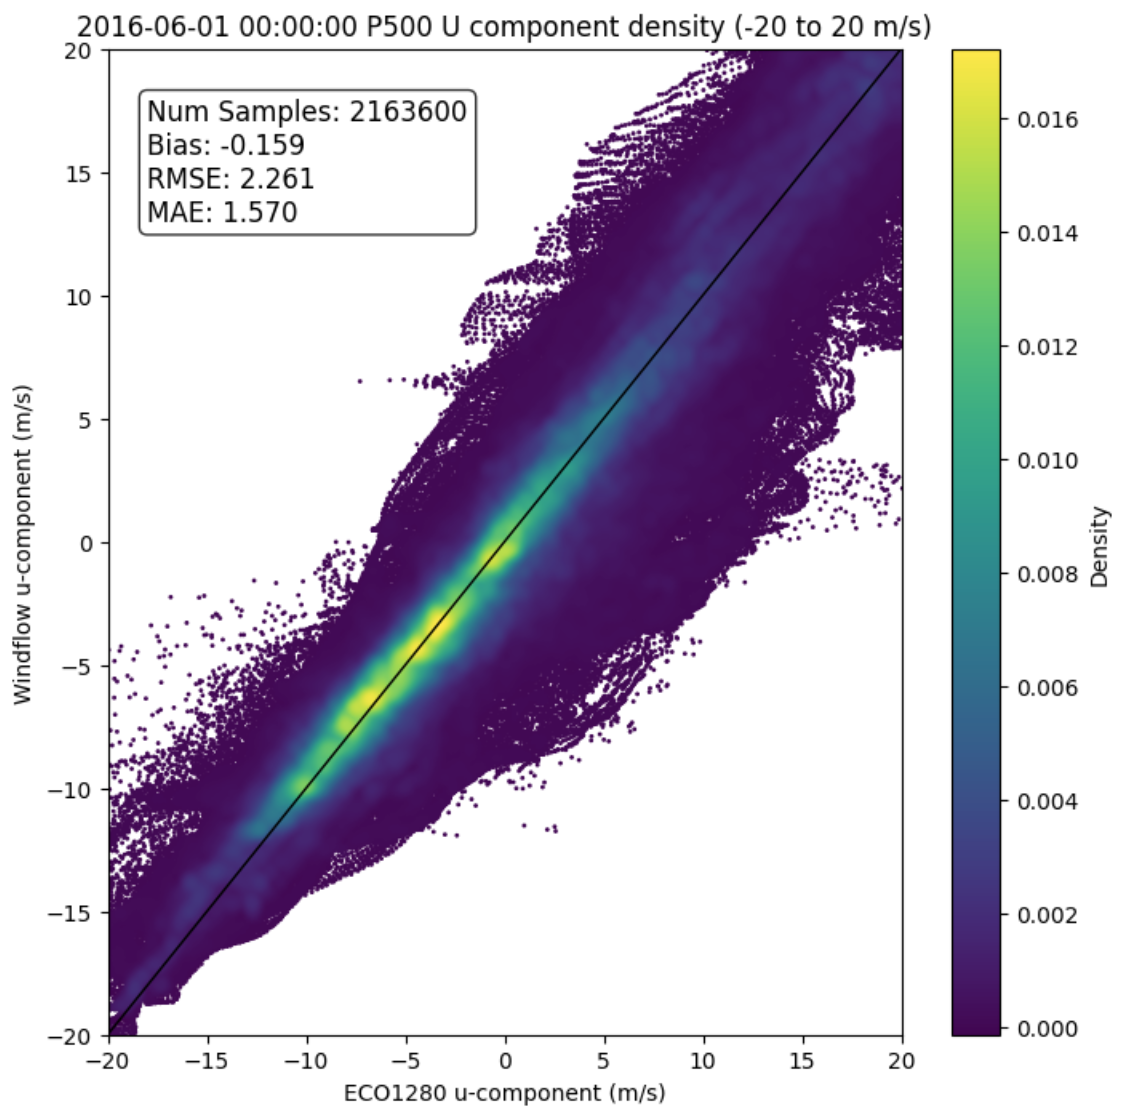 2016-06-01 00:00:00 P500 U component density (-20 to 20 m/s)
Num Samples: 2163600
Bias: -0.159
RMSE: 2.261
MAE: 1.570
Windflow u-component (m/s)
20
15
10
5
0
−5
−10
−15
−20
−20 −15 −10 −5 0 5 10 15 20
ECO1280 u-component (m/s)
0.016
0.014
0.012
0.010
0.008
0.006
0.004
0.002
0.000
Density